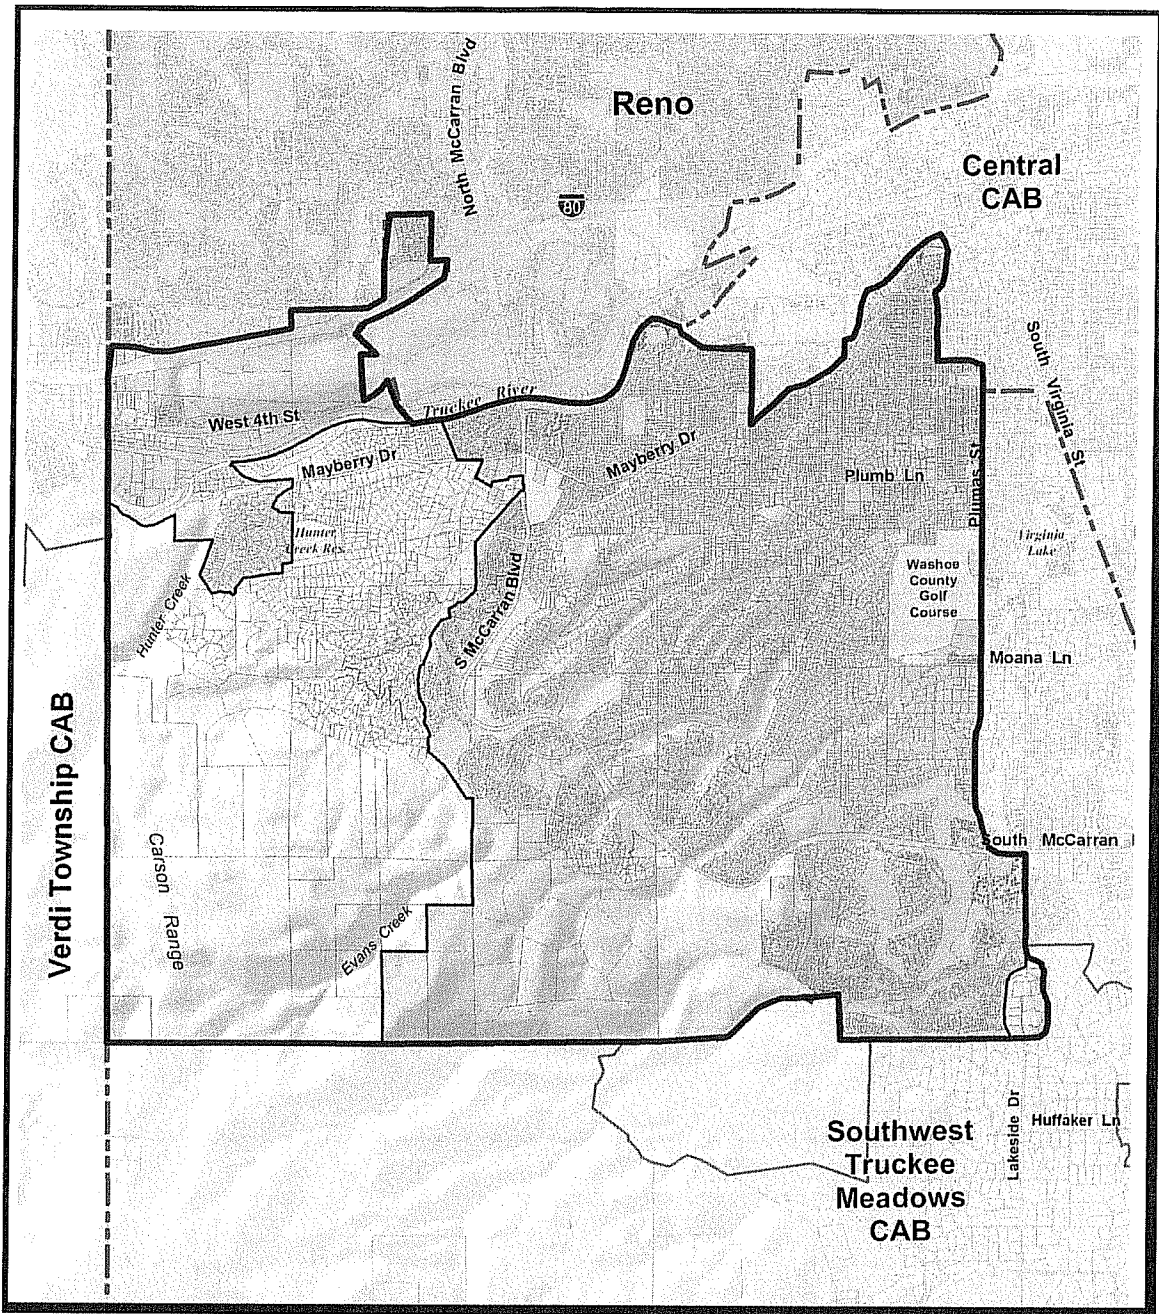 North McCarran Blvd
Reno
Central
CAB
80
South Virginia St
Truckee River
West 4th St
Mayberry Dr
Mayberry Dr
Plumb Ln
Plumas St
Hunter
Creek Res.
Virginia
Lake
Washoe
County
Golf
Course
Hunter Creek
S McCarran Blvd
Moana Ln
Verdi Township CAB
Carson Range
South McCarran
Evans Creek
Southwest
Truckee
Meadows
CAB
Lakeside Dr
Huffaker Ln